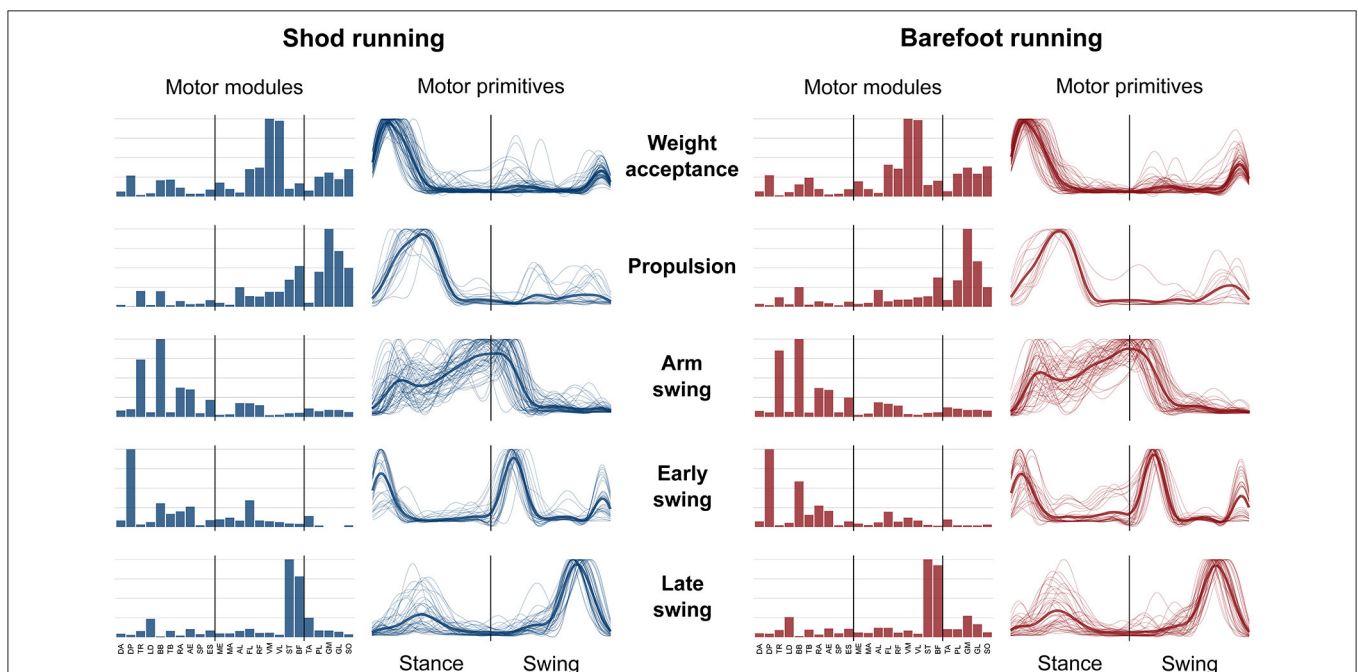 Shod running
Barefoot running
Motor modules
Motor primitives
Motor modules
Motor primitives
Weight
acceptance
Propulsion
Arm
swing
Early
swing
Late
swing
DA DP TR LD BB TB RA AE SP ES ME MA AL FL RF VM VL ST BF TA PL GM GL SO
Stance
Swing
DA DP TR LD BB TB RA AE SP ES ME MA AL FL RF VM VL ST BF TA PL GM GL SO
Stance
Swing